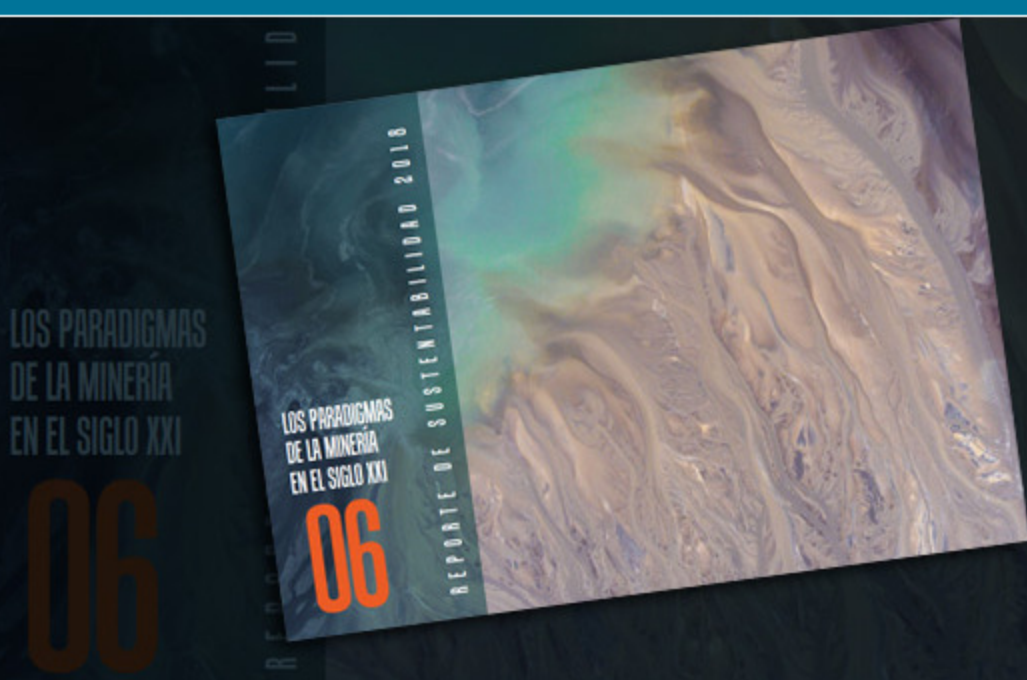 LOS PARADIGMAS
DE LA MINERÍA
EN EL SIGLO XXI
06
LOS PARADIGMAS
DE LA MINERÍA
EN EL SIGLO XXI
06
REPORTE DE SUSTENTABILIDAD 2018